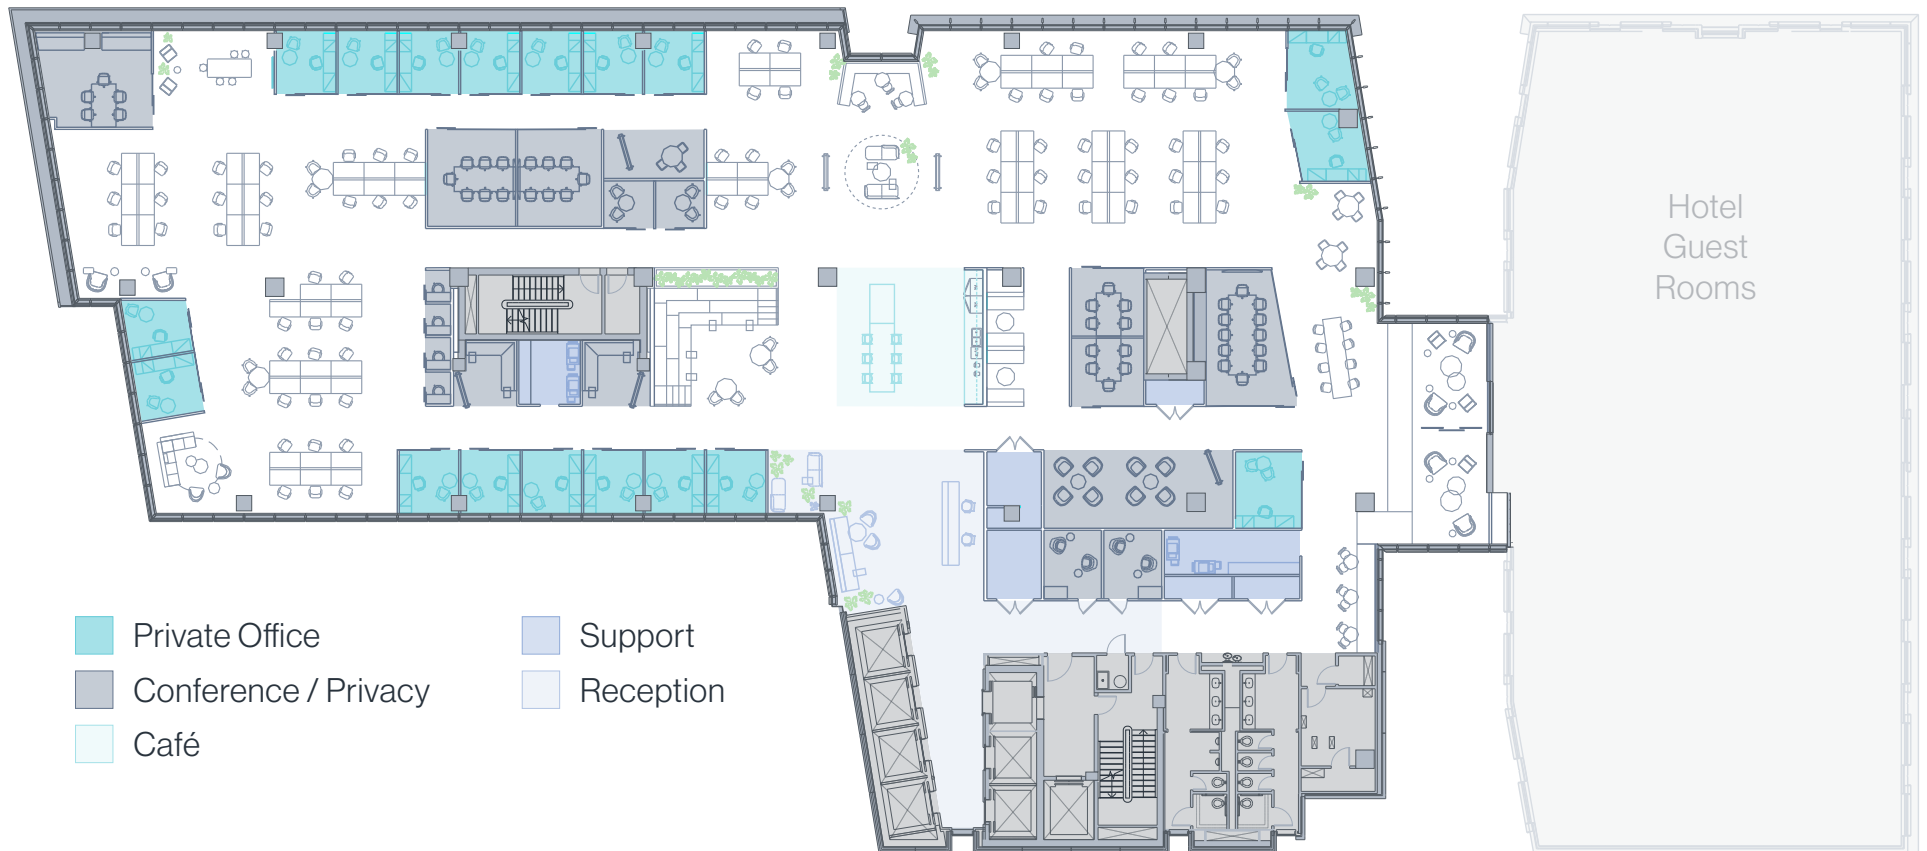 Hotel
Guest
Rooms
Private Office
Conference / Privacy
Café
Support
Reception